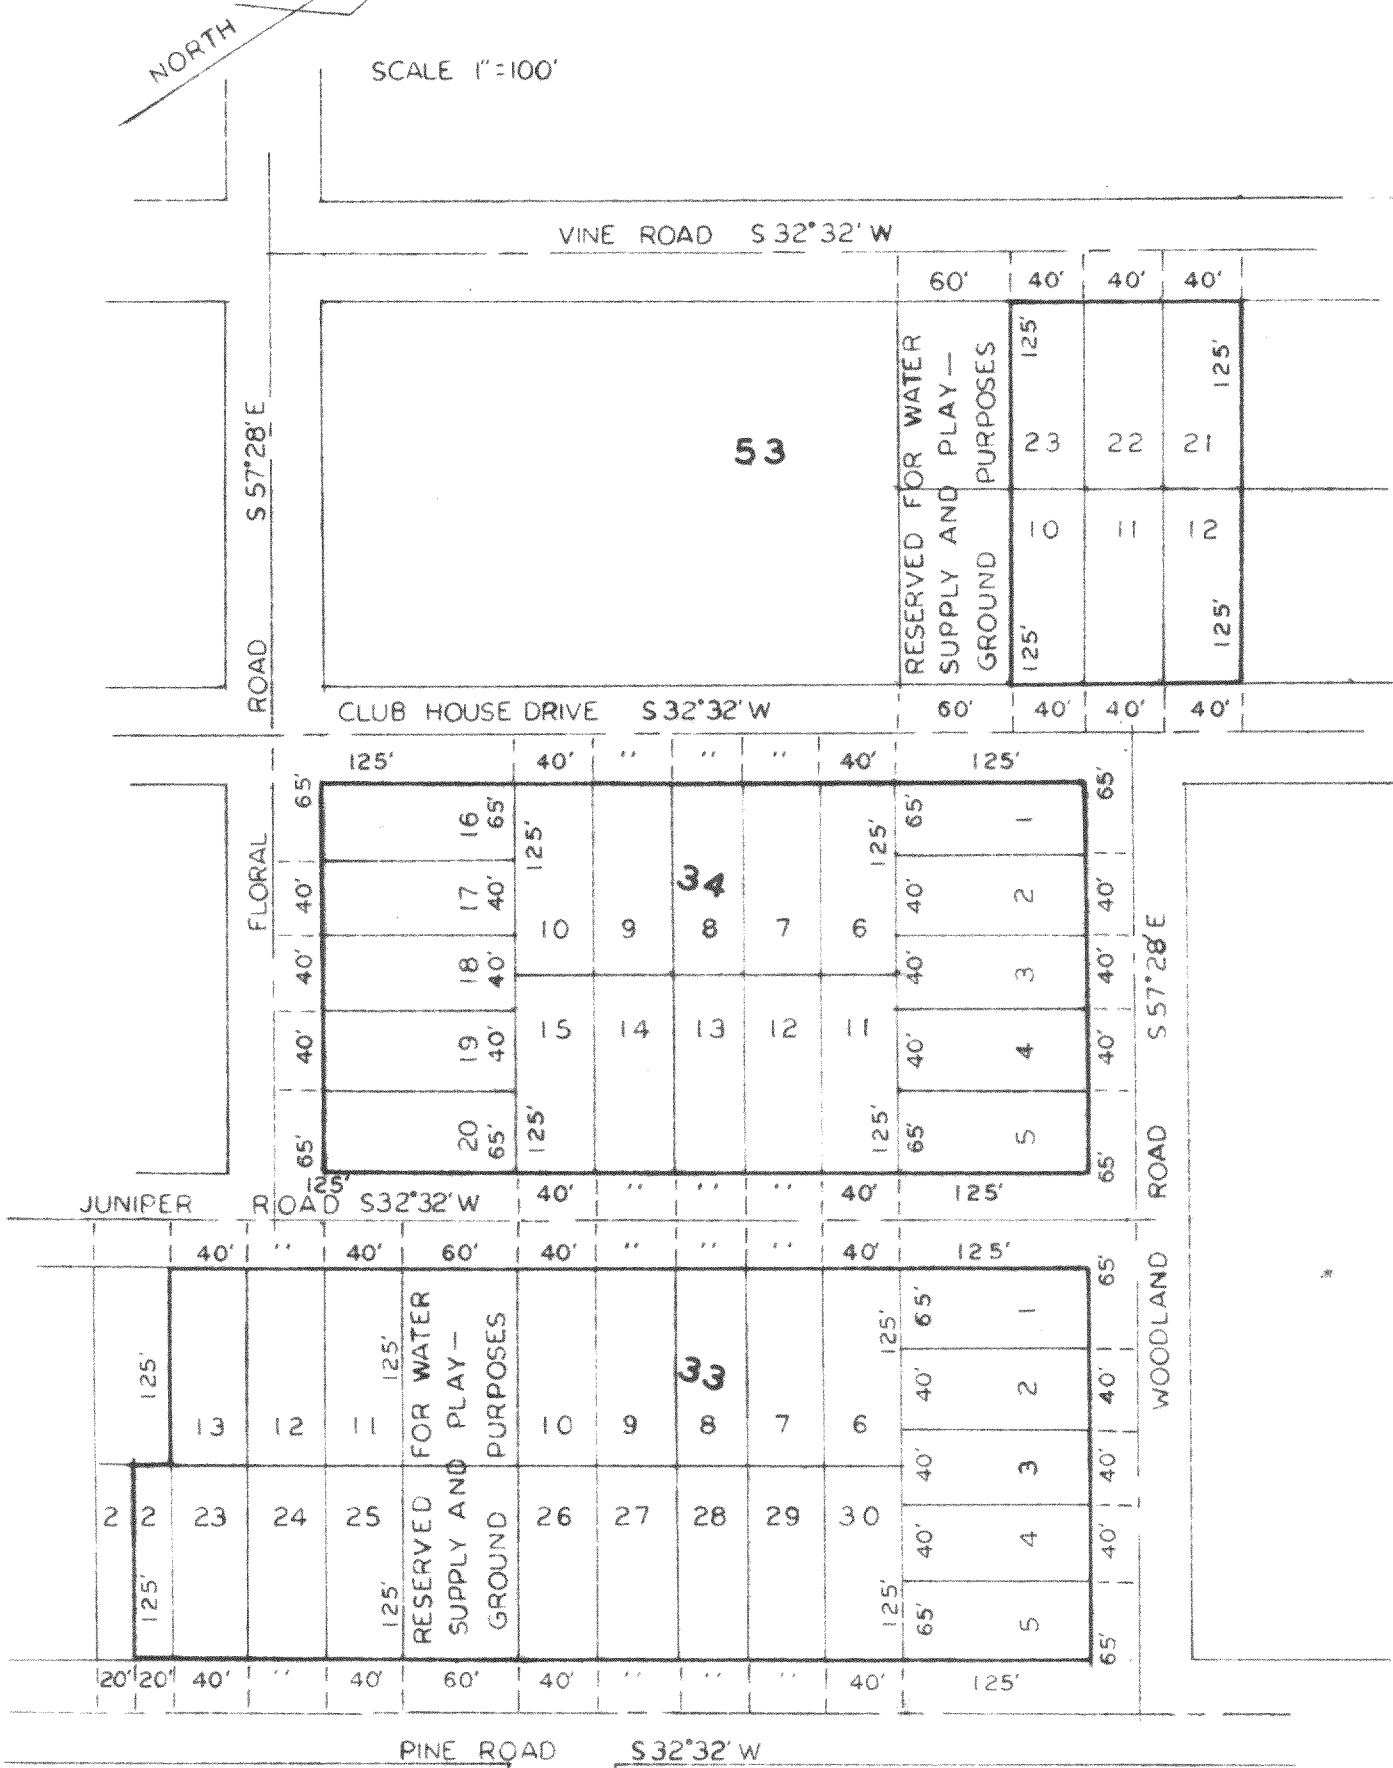 NORTH
SCALE 1"=100'
VINE ROAD S 32°32' W
60' 40' 40' 40'
125' 125'
RESERVED FOR WATER
SUPPLY AND PLAY—
GROUND PURPOSES
53
23 22 21
10 11 12
125' 125'
FLORAL ROAD S 57°28' E
CLUB HOUSE DRIVE S 32°32' W
60' 40' 40' 40'
125' 40' " " " 40' 125'
65' 16 65' 125' 125' 65' 1 65'
34
40' 17 40' 40' 2 40'
10 9 8 7 6
40' 18 40' 40' 3 40'
15 14 13 12 11
40' 19 40' 40' 4 40'
65' 20 65' 125' 125' 65' 5 65'
WOODLAND ROAD S 57°28' E
125' 40' " " " 40' 125'
JUNIPER ROAD S 32°32' W
40' " 40' 60' 40' " " " 40' 125'
65' 1 65'
125' 125' 125'
RESERVED FOR WATER
SUPPLY AND PLAY—
GROUND PURPOSES
33
40' 2 40'
13 12 11 10 9 8 7 6
40' 3 40'
2 2 23 24 25 26 27 28 29 30
40' 4 40'
125' 125' 125'
65' 5 65'
20' 20' 40' " 40' 60' 40' " " " 40' 125'
PINE ROAD S 32°32' W